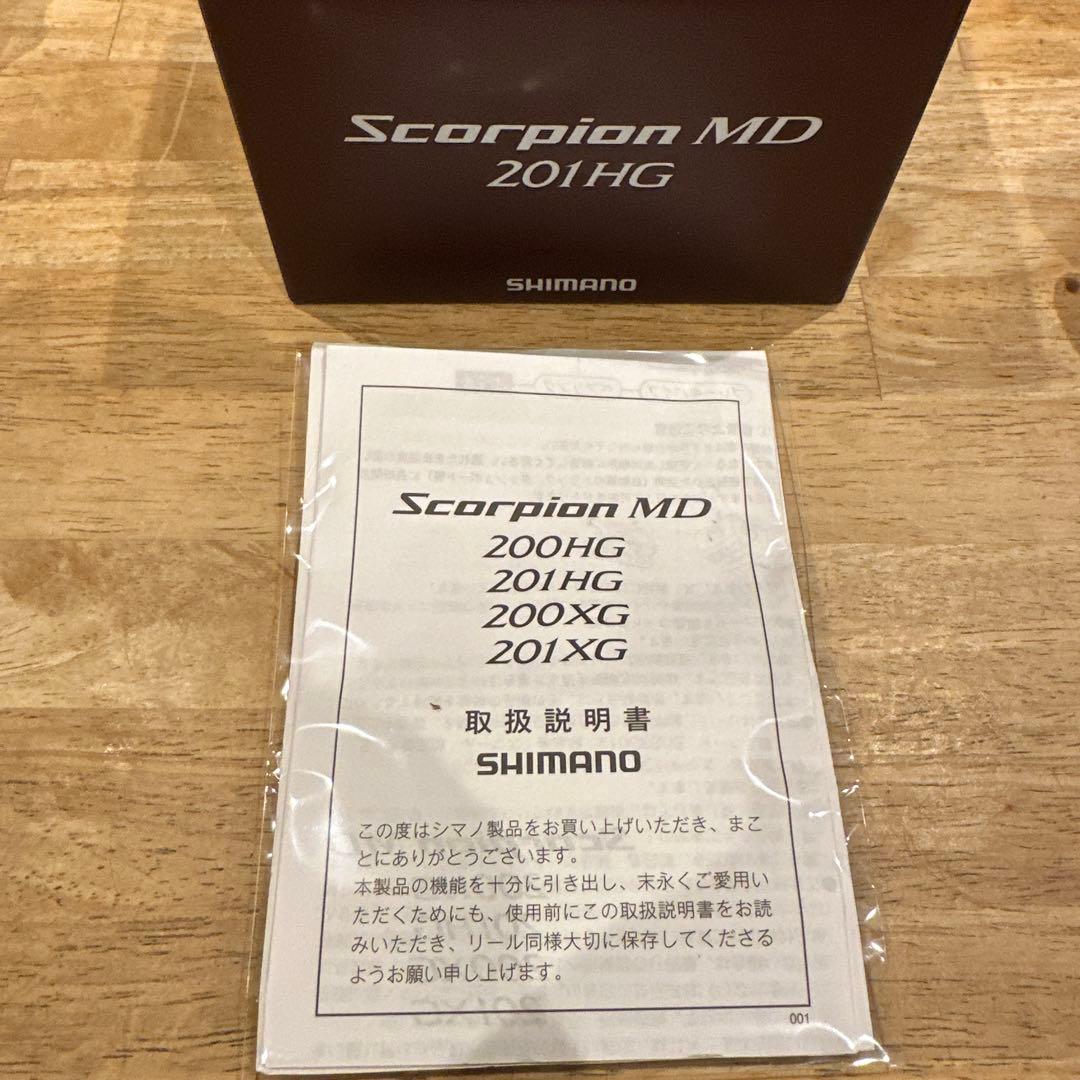 Scorpion MD
201HG
SHIMANO
Scorpion MD
200HG
201HG
200XG
201XG
取扱説明書
SHIMANO
この度はシマノ製品をお買い上げいただき、まこ
とにありがとうございます。
本製品の機能を十分に引き出し、末永くご愛用い
ただくためにも、使用前にこの取扱説明書をお読
みいただき、リール同様大切に保存してくださる
ようお願い申し上げます。
001